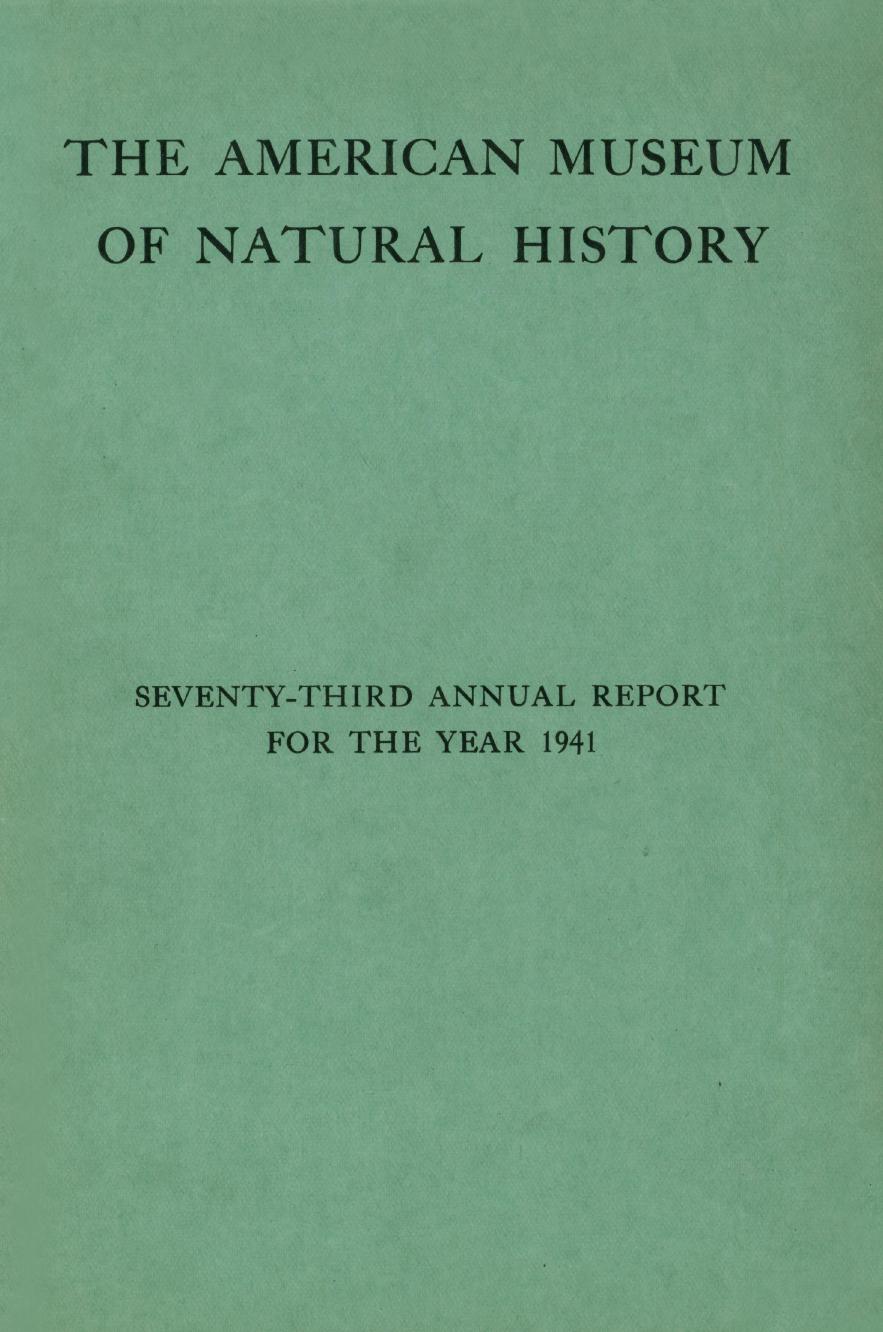 THE AMERICAN MUSEUM
OF NATURAL HISTORY
SEVENTY-THIRD ANNUAL REPORT
FOR THE YEAR 1941